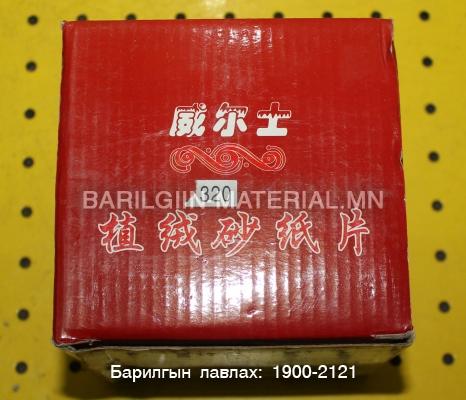 威尔士
320
BARILGIIN-MATERIAL.MN
植绒砂纸片
Барилгын лавлах: 1900-2121